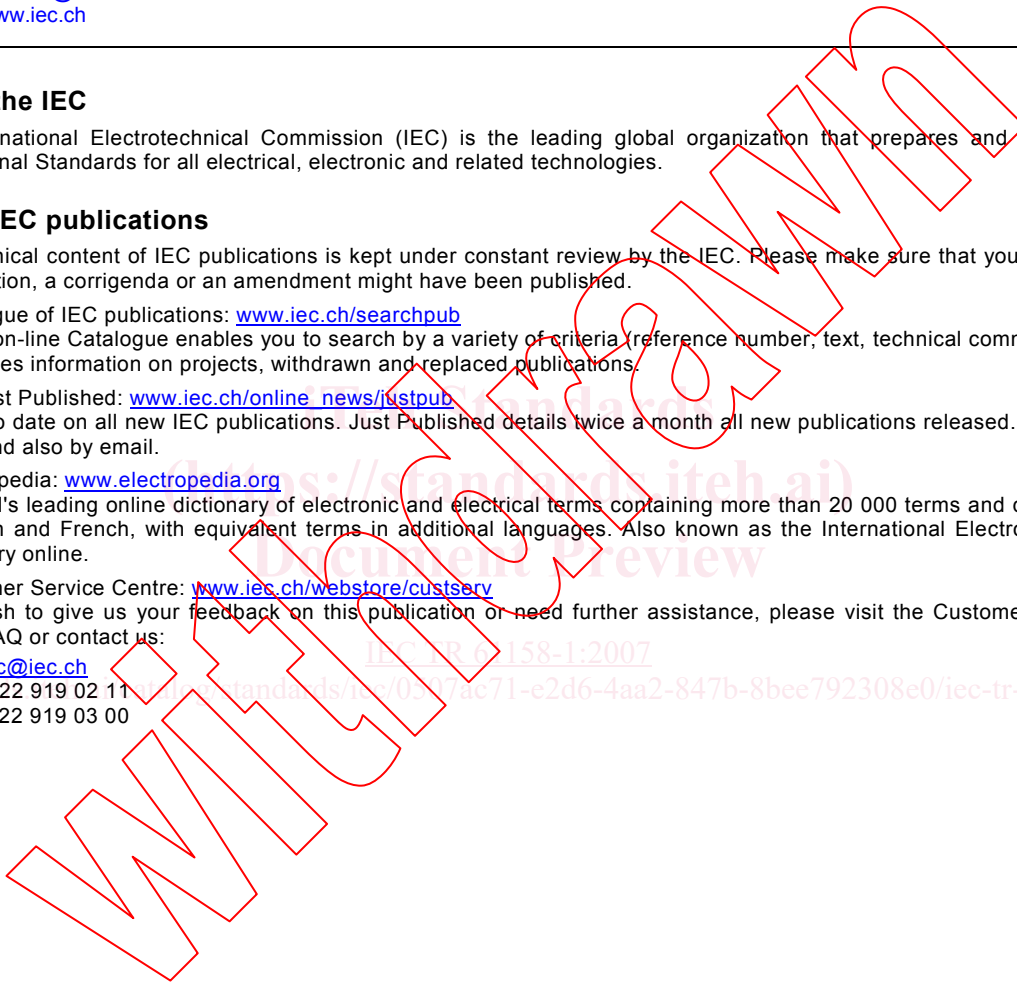 ww.iec.ch
the IEC
national Electrotechnical Commission (IEC) is the leading global organization that prepares and
nal Standards for all electrical, electronic and related technologies.
EC publications
nical content of IEC publications is kept under constant review by the IEC. Please make sure that you
tion, a corrigenda or an amendment might have been published.
gue of IEC publications: www.iec.ch/searchpub
on-line Catalogue enables you to search by a variety of criteria (reference number, text, technical comm
es information on projects, withdrawn and replaced publications.
iTeh Standards
st Published: www.iec.ch/online_news/justpub
o date on all new IEC publications. Just Published details twice a month all new publications released.
nd also by email.
(https://standards.iteh.ai)
pedia: www.electropedia.org
d's leading online dictionary of electronic and electrical terms containing more than 20 000 terms and d
n and French, with equivalent terms in additional languages. Also known as the International Electro
ry online.
Document Preview
ner Service Centre: www.iec.ch/webstore/custserv
sh to give us your feedback on this publication or need further assistance, please visit the Custome
AQ or contact us:
IEC TR 61158-1:2007
c@iec.ch
22 919 02 11
catalog/standards/iec/0507ac71-e2d6-4aa2-847b-8bee792308e0/iec-tr-
22 919 03 00
withdrawn